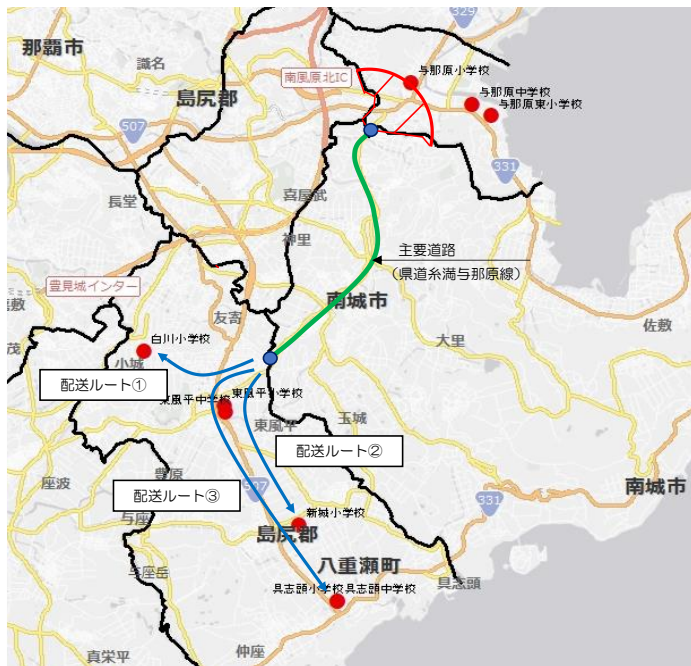 329
那覇市
識名
南風原北IC
与那原小学校
島尻郡
与那原中学校
与那原東小学校
507
331
長堂
喜屋武
神里
主要道路
(県道糸満与那原線)
豊見城インター
南城市
佐敷
友寄
白川小学校
大里
小城
配送ルート①
東風平中学校
東風平小学校
東風平
玉城
配送ルート②
座波
豊原
配送ルート③
507
331
南城市
与座
新城小学校
島尻郡
八重瀬町
与座岳
具志頭
具志頭小学校
具志頭中学校
仲座
真栄平